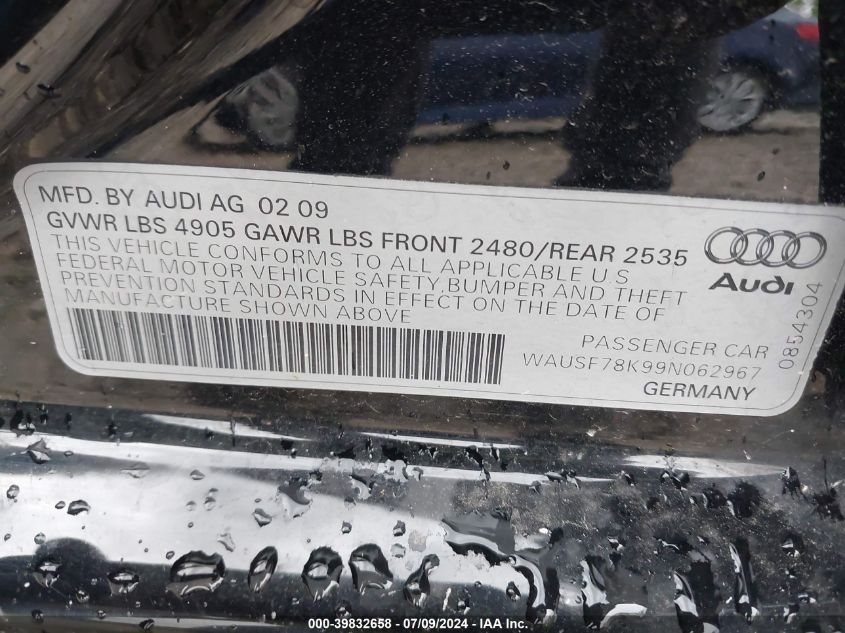 MFD. BY AUDI AG 02 09
GVWR LBS 4905 GAWR LBS FRONT 2480/REAR 2535
THIS VEHICLE CONFORMS TO ALL APPLICABLE U.S
FEDERAL MOTOR VEHICLE SAFETY,BUMPER AND THEFT
PREVENTION STANDARDS IN EFFECT ON THE DATE OF
MANUFACTURE SHOWN ABOVE
Audi
PASSENGER CAR
WAUSF78K99N062967
GERMANY
0854304
000-39832658 - 07/09/2024 - IAA Inc.